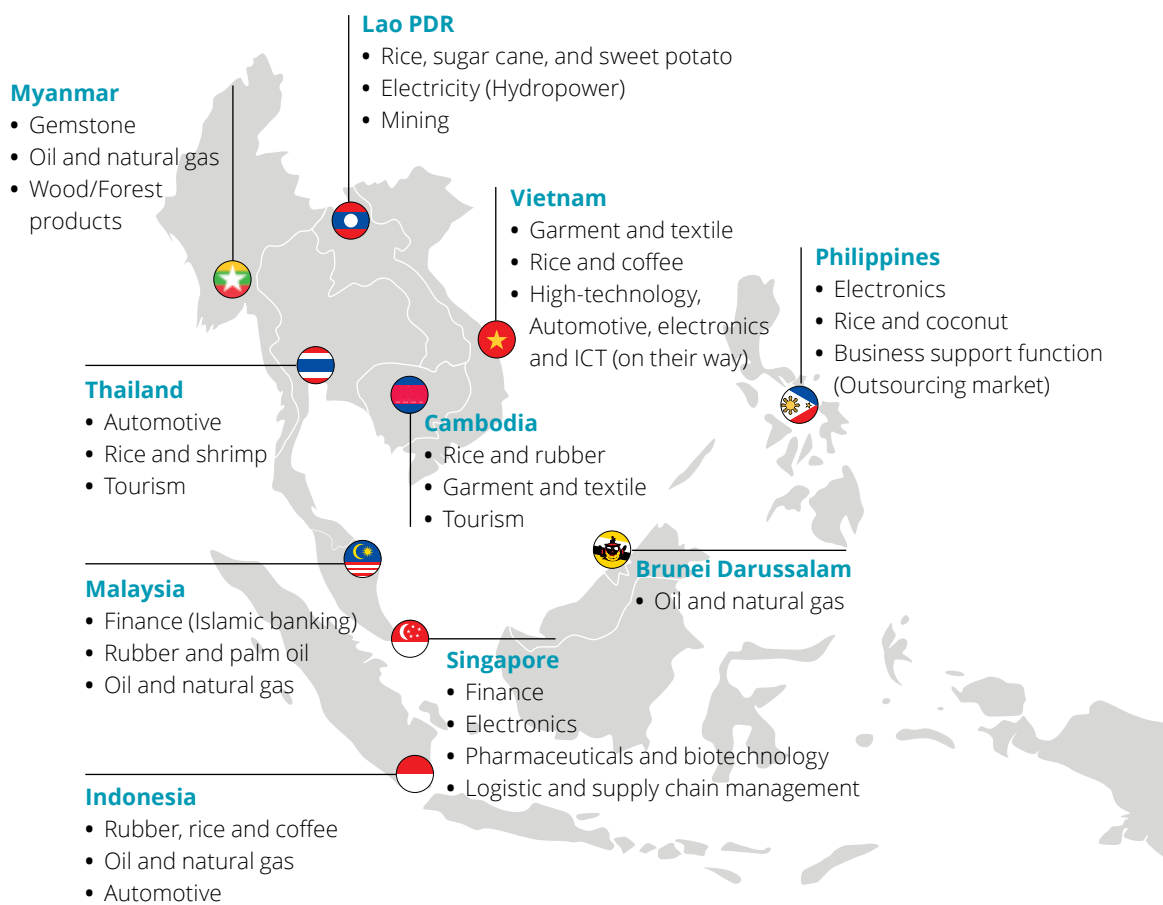 Lao PDR
• Rice, sugar cane, and sweet potato
• Electricity (Hydropower)
• Mining
Myanmar
• Gemstone
• Oil and natural gas
• Wood/Forest
products
Vietnam
• Garment and textile
• Rice and coffee
• High-technology,
Automotive, electronics
and ICT (on their way)
Philippines
• Electronics
• Rice and coconut
• Business support function
(Outsourcing market)
Thailand
• Automotive
• Rice and shrimp
• Tourism
Cambodia
• Rice and rubber
• Garment and textile
• Tourism
Malaysia
• Finance (Islamic banking)
• Rubber and palm oil
• Oil and natural gas
Brunei Darussalam
• Oil and natural gas
Singapore
• Finance
• Electronics
• Pharmaceuticals and biotechnology
• Logistic and supply chain management
Indonesia
• Rubber, rice and coffee
• Oil and natural gas
• Automotive